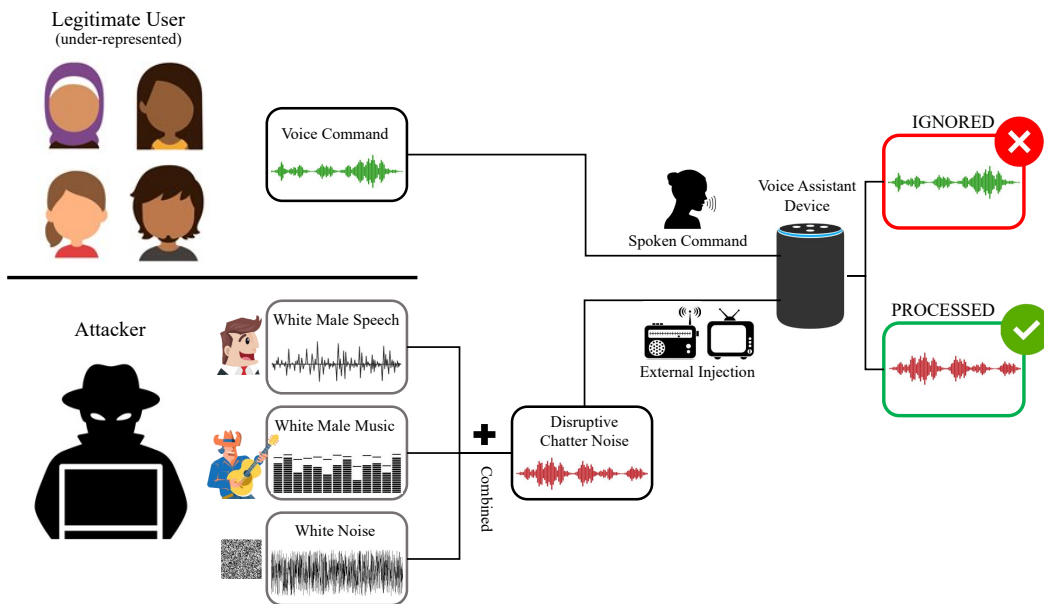 Legitimate User
(under-represented)
Voice Command
Spoken Command
Voice Assistant
Device
IGNORED
PROCESSED
Attacker
White Male Speech
White Male Music
White Noise
Combined
Disruptive
Chatter Noise
External Injection